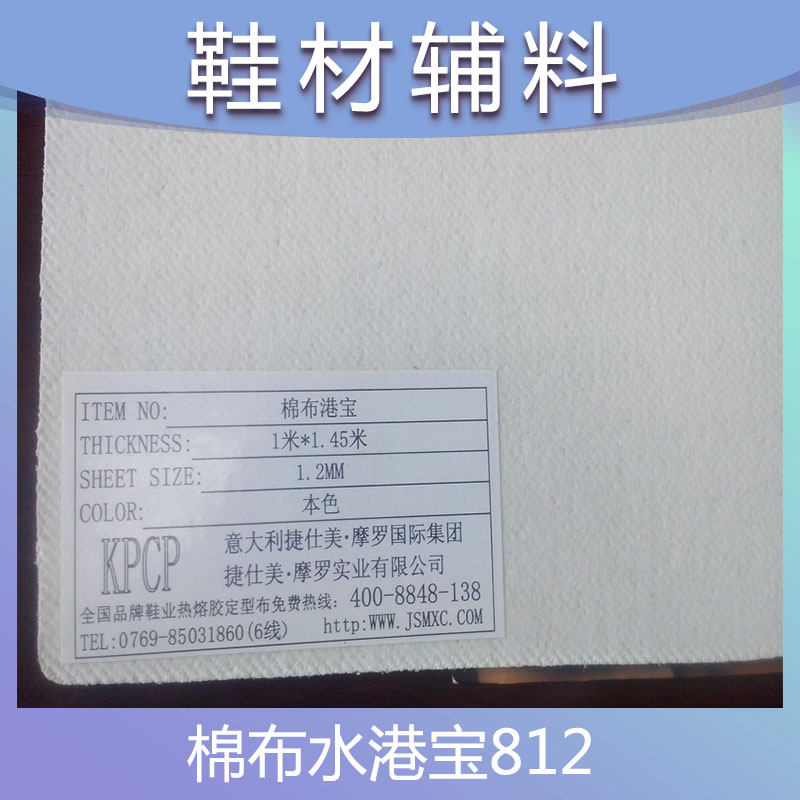 鞋材辅料
ITEM NO: 棉布港宝
THICKNESS: 1米*1.45米
SHEET SIZE: 1.2MM
COLOR: 本色
KPCP
意大利捷仕美·摩罗国际集团
捷仕美·摩罗实业有限公司
全国品牌鞋业热熔胶定型布免费热线：400-8848-138
TEL:0769-85031860(6线) http:WWW.JSMXC.COM
棉布水港宝812